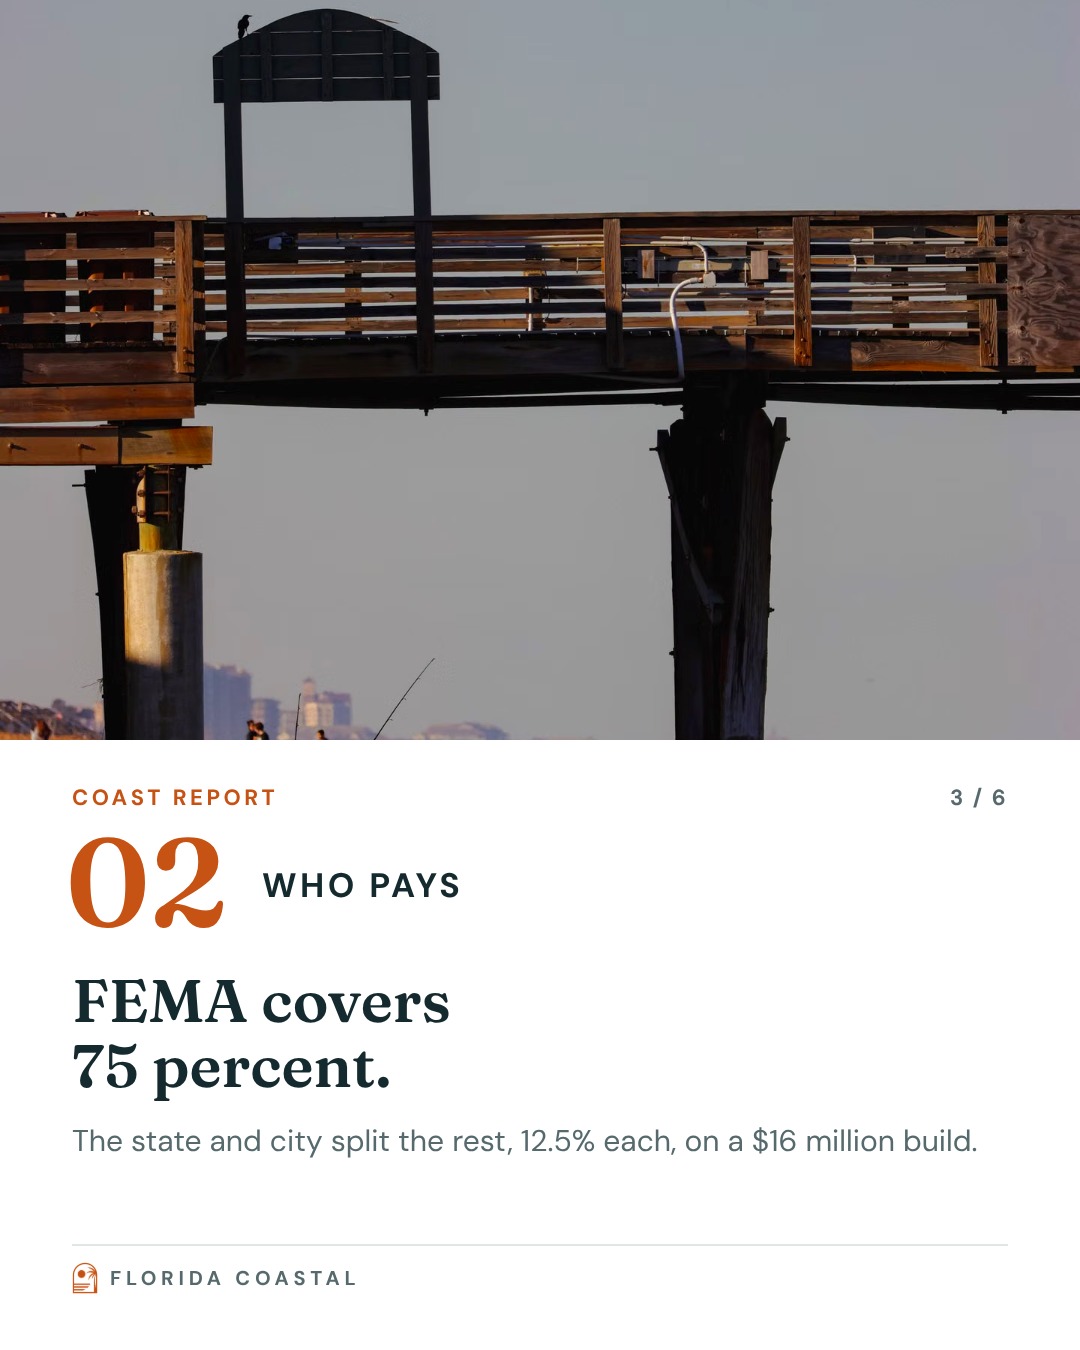 COAST REPORT
3 / 6
02
WHO PAYS
FEMA covers
75 percent.
The state and city split the rest, 12.5% each, on a $16 million build.
FLORIDA COASTAL